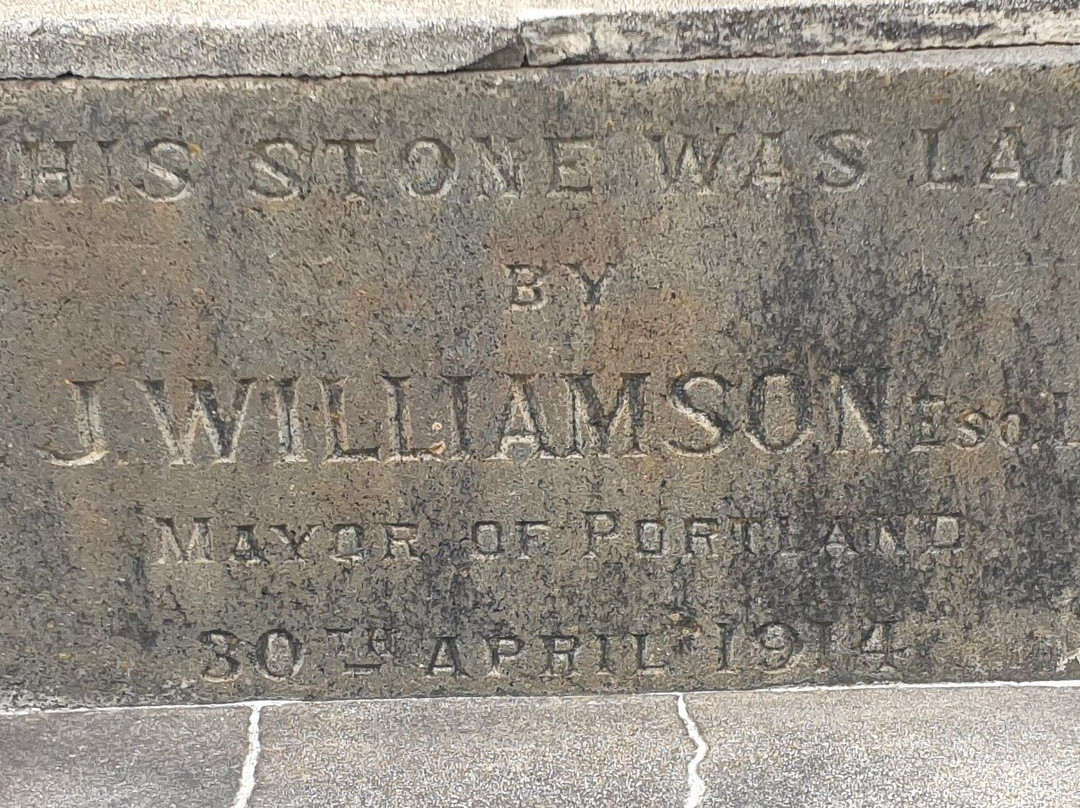 HIS STONE WAS LAI
BY
J. WILLIAMSON ESQ.
MAYOR OF PORTLAND
30TH APRIL 1914